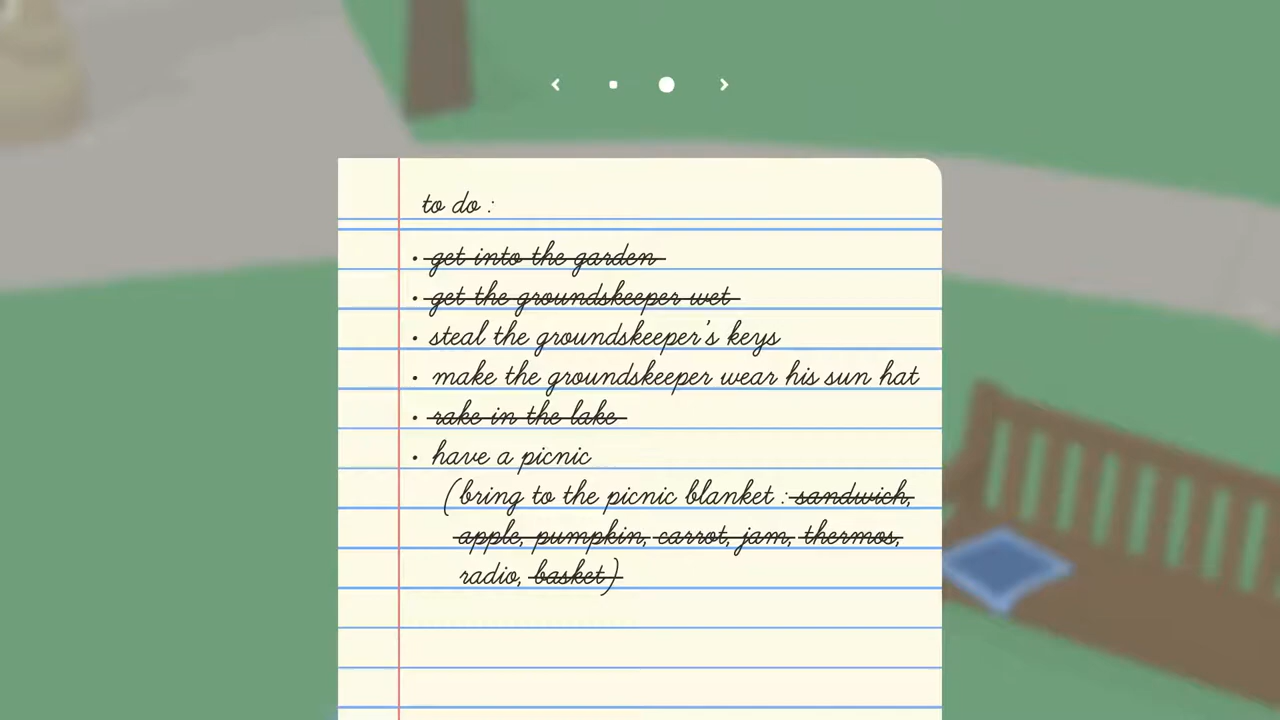 to do :
• get into the garden
• get the groundskeeper wet
• steal the groundskeeper's keys
• make the groundskeeper wear his sun hat
• rake in the lake
• have a picnic
(bring to the picnic blanket : sandwich,
apple, pumpkin, carrot, jam, thermos,
radio, basket)